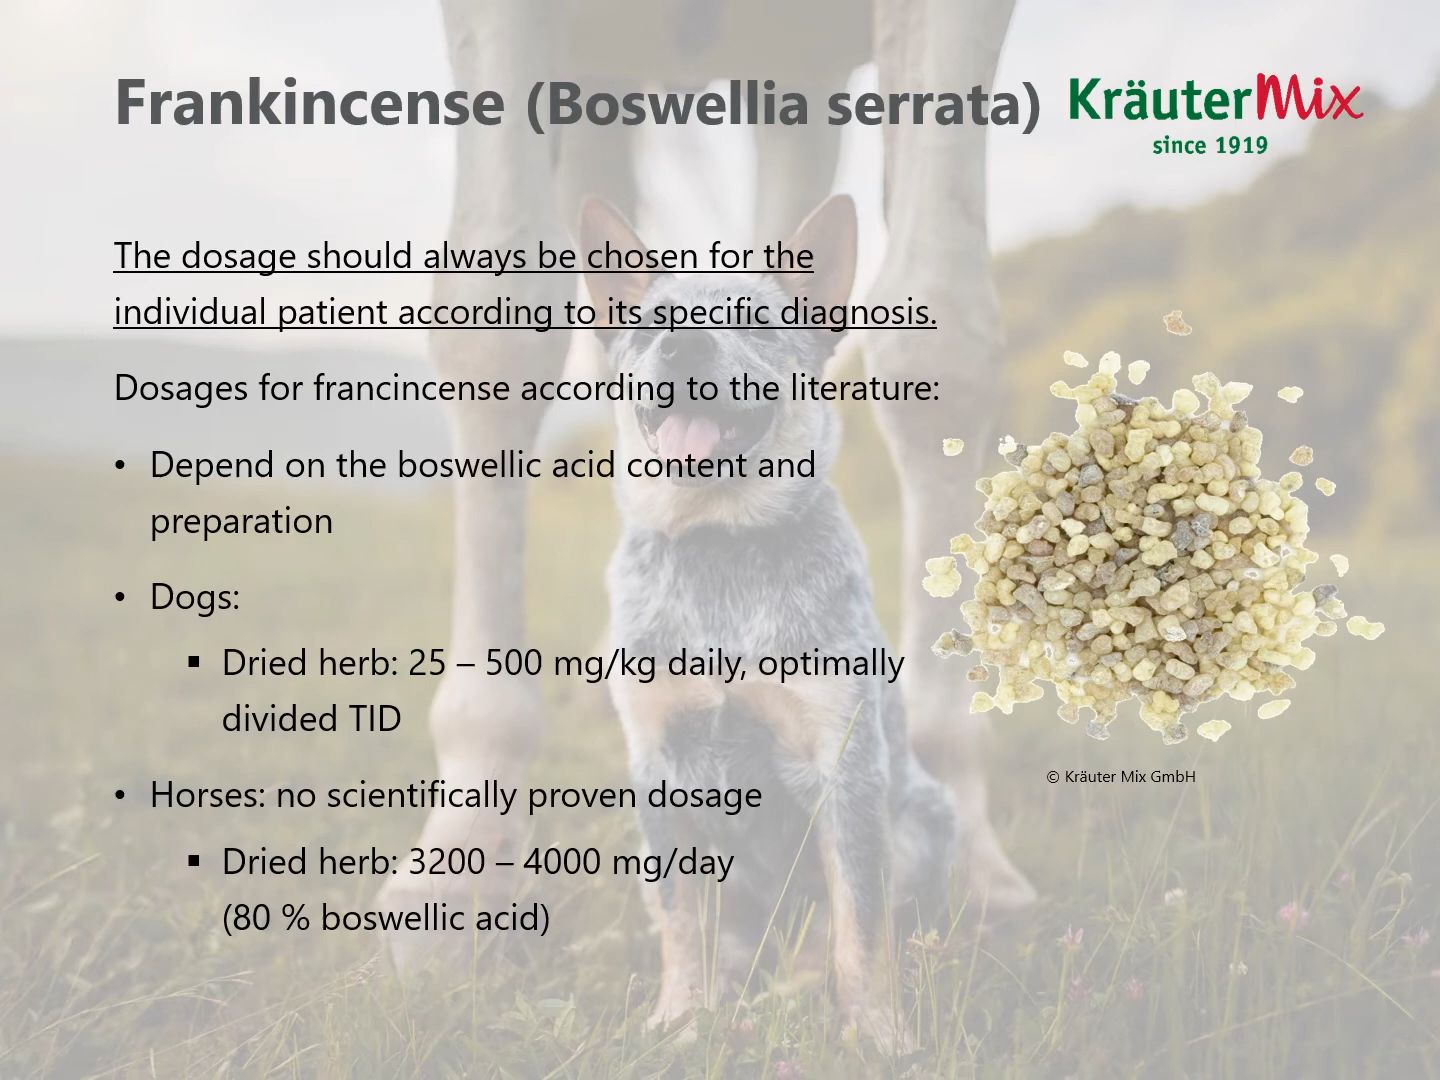 Frankincense (Boswellia serrata)
KräuterMix
since 1919
The dosage should always be chosen for the
individual patient according to its specific diagnosis.
Dosages for francincense according to the literature:
• Depend on the boswellic acid content and
preparation
• Dogs:
▪ Dried herb: 25 – 500 mg/kg daily, optimally
divided TID
© Kräuter Mix GmbH
• Horses: no scientifically proven dosage
▪ Dried herb: 3200 – 4000 mg/day
(80 % boswellic acid)